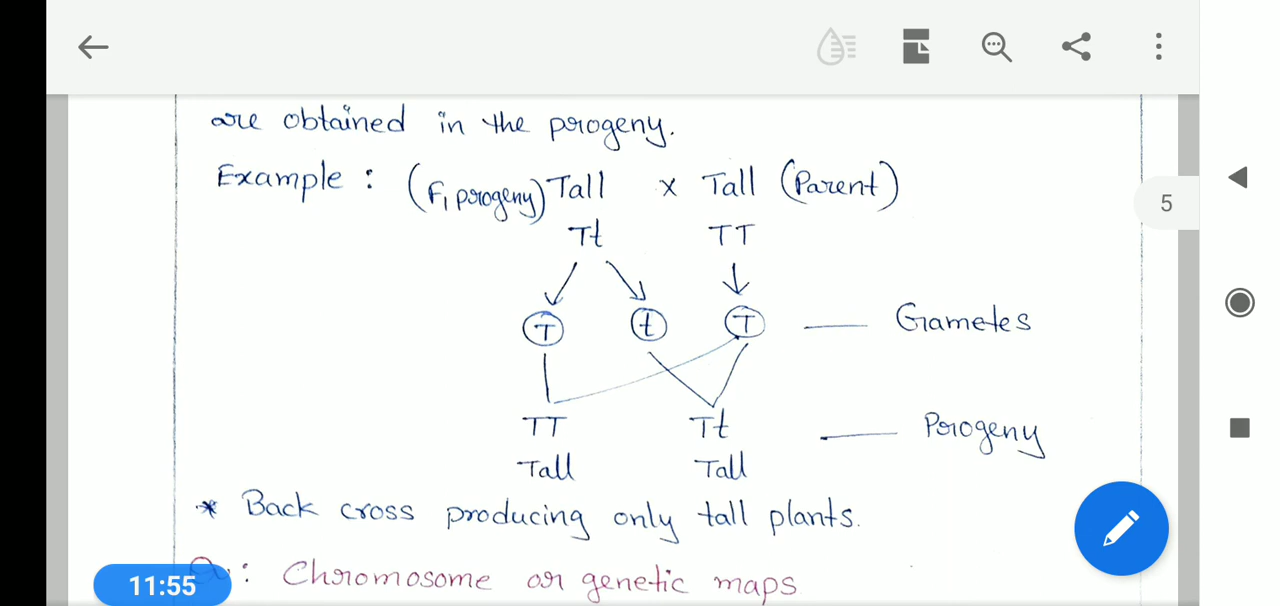 are obtained in the progeny.
Example : (F1 progeny) Tall x Tall (Parent)
Tt TT
T t T — Gametes
TT Tt — Progeny
Tall Tall
* Back cross producing only tall plants.
Qu: Chromosome or genetic maps
5
11:55